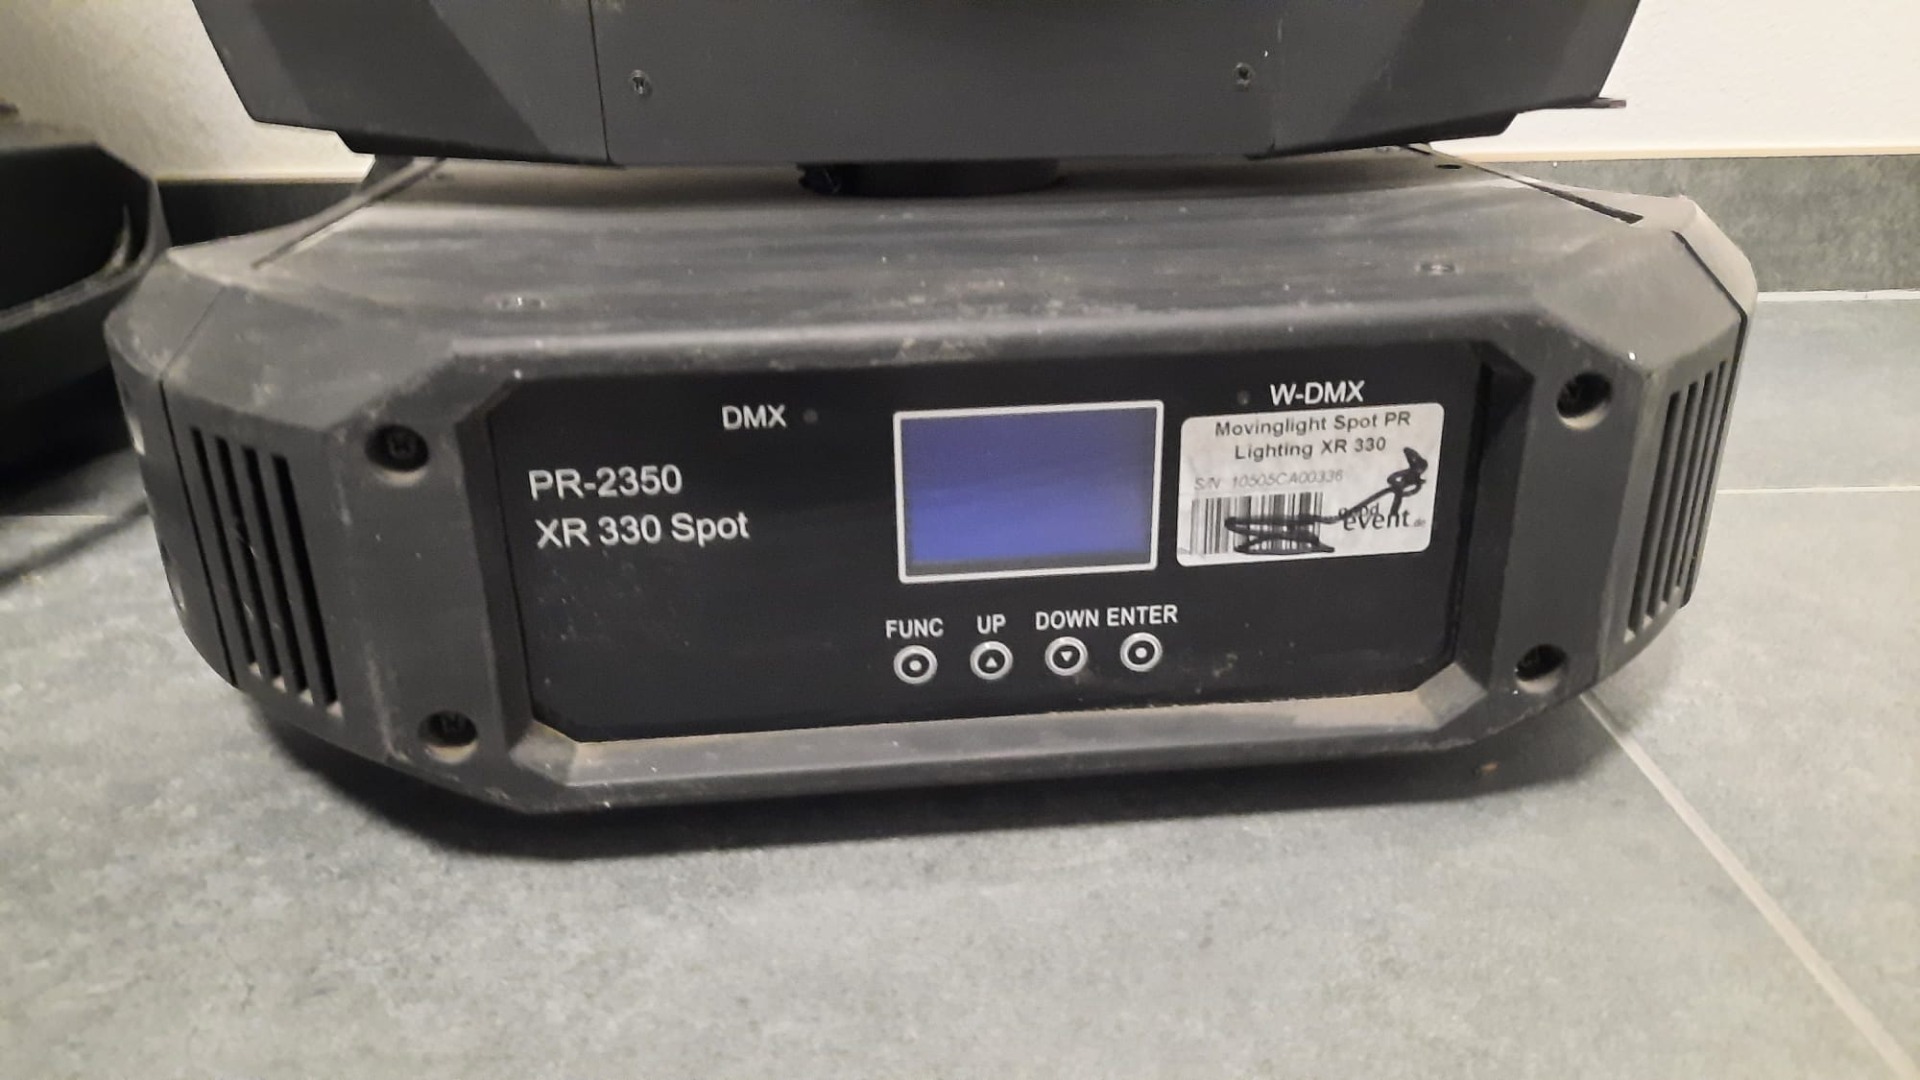 DMX
W-DMX
PR-2350
XR 330 Spot
Movinglight Spot PR
Lighting XR 330
S/N 10505CA00336
event.de
FUNC UP DOWN ENTER